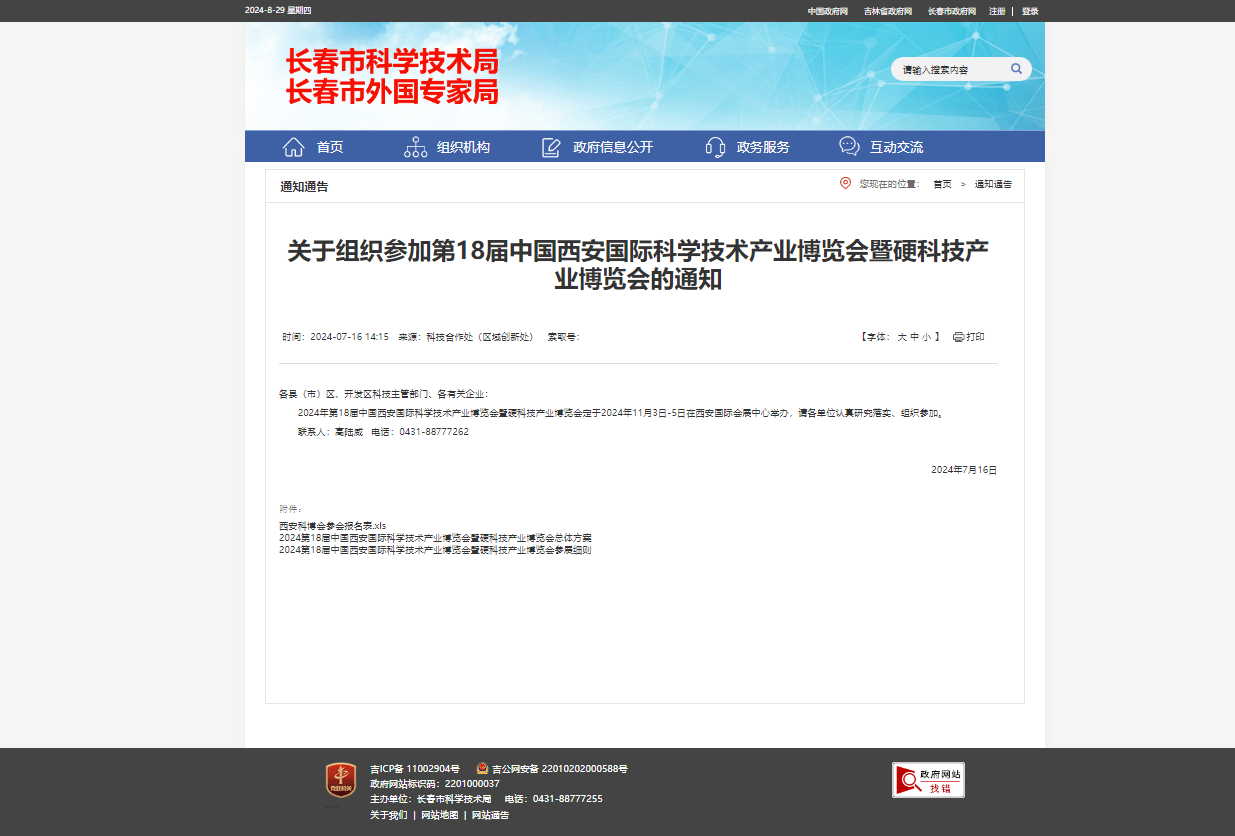 2024-8-29 星期四
中国政府网 吉林省政府网 长春市政府网 注册 | 登录
长春市科学技术局
长春市外国专家局
请输入搜索内容
首页 组织机构 政府信息公开 政务服务 互动交流
通知通告
您现在的位置： 首页 > 通知通告
关于组织参加第18届中国西安国际科学技术产业博览会暨硬科技产
业博览会的通知
时间：2024-07-16 14:15 来源：科技合作处（区域创新处） 索取号：
【字体： 大 中 小 】 打印
各县（市）区、开发区科技主管部门、各有关企业：
2024年第18届中国西安国际科学技术产业博览会暨硬科技产业博览会定于2024年11月3日-5日在西安国际会展中心举办，请各单位认真研究落实、组织参加。
联系人：高陆威 电话：0431-88777262
2024年7月16日
附件：
西安科博会参会报名表.xls
2024第18届中国西安国际科学技术产业博览会暨硬科技产业博览会总体方案
2024第18届中国西安国际科学技术产业博览会暨硬科技产业博览会参展细则
党政机关
-->
吉ICP备 11002904号 吉公网安备 22010202000588号
政府网站标识码：2201000037
主办单位：长春市科学技术局 电话：0431-88777255
关于我们 | 网站地图 | 网站通告
政府网站
找错